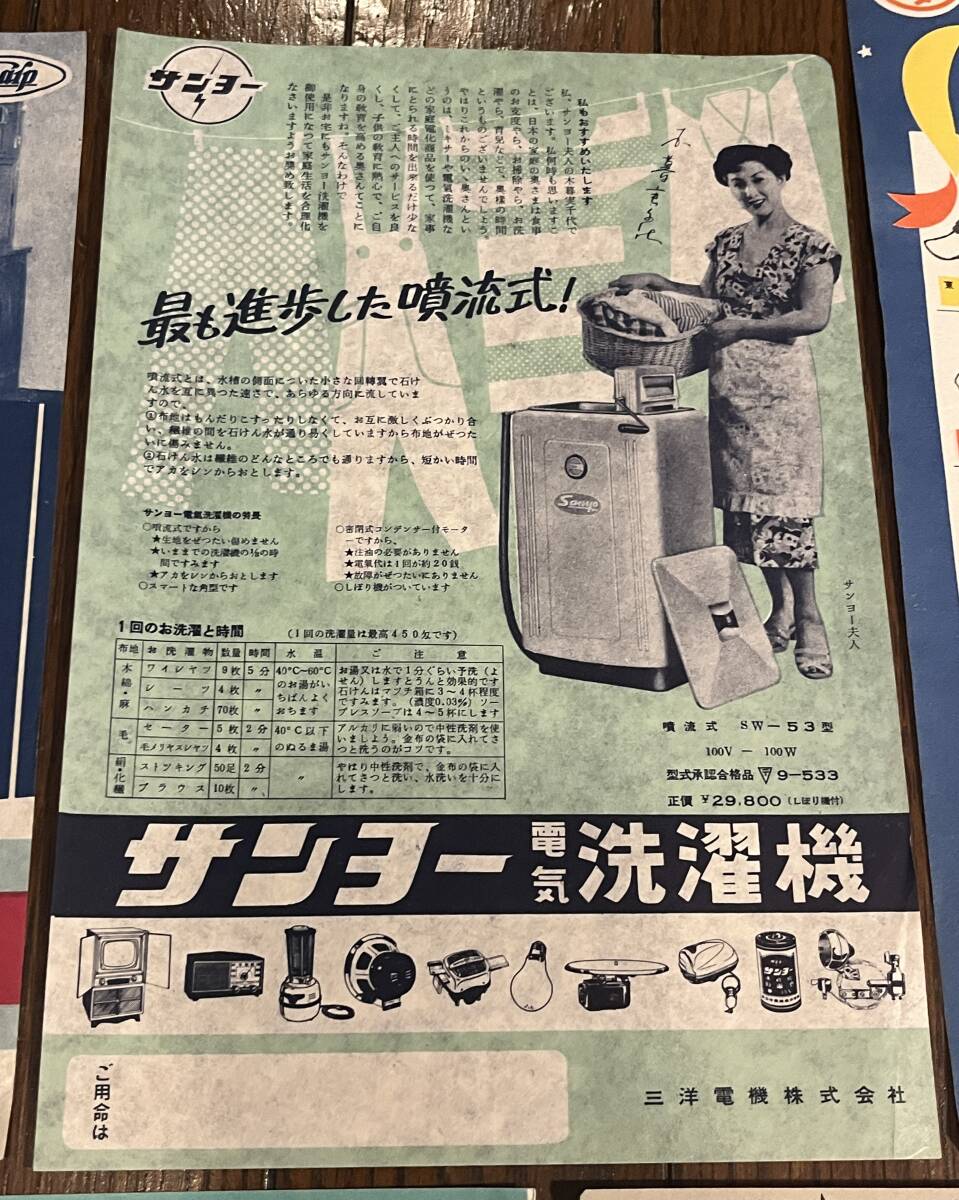 サンヨー
私もおすすめいたします
私、サンヨー夫人の木暮実千代で
ございます。私何時も思いますこ
とは、日本の家庭の奥さまは食事
のお支度やら、お掃除やら、お洗
濯やら、育児などで、奥様の時間
というものがございませんでしょう
やはりこれからのいゝ奥さんとい
うのは、ミキサーや電気洗濯機な
どの家庭電化商品を使つて、家事
にとられる時間を出来るだけ少な
くして、ご主人へのサービスを良
くし、子供の教育に熱心で、ご自
身の教育を高める奥さんてことに
なりますね。そんなわけで
是非お宅にもサンヨー洗濯機を
御使用になつて家庭生活を合理化
なさいますようお奨め致します。
最も進歩した噴流式!
噴流式とは、水槽の側面についた小さな回轉翼で石け
ん水を互に異つた速さで、あらゆる方向に流していま
すので、
①布地はもんだりこすつたりしなくて、お互に激しくぶつかり合
い、繊維の間を石けん水が通り易くしていますから布地がぜつた
いに傷みません。
②石けん水は繊維のどんなところでも通りますから、短かい時間
でアカをシンからおとします。
サンヨー電氣洗濯機の特長
○噴流式ですから
★生地をぜつたい傷めません
★いままでの洗濯機の⅓の時
間ですみます
★アカをシンからおとします
○スマートな角型です
○密閉式コンデンサー付モータ
ーですから、
★注油の必要がありません
★電氣代は1回が約20銭
★故障がぜつたいにありません
○しぼり機がついています
Sanyo
サンヨー夫人
1回のお洗濯と時間 (1回の洗濯量は最高450匁です)
布地 お洗濯物 数量 時間 水温 ご注意
木綿・麻 ワイシャツ 9枚 5分 40°C−60°C
のお湯がい
ちばんよく
おちます
シーツ 4枚 〃
ハンカチ 70枚 〃
お湯又は水で1分ぐらい予洗(よ
せん)しますとうんと効果的です
石けんはマツチ箱に3〜4杯程度
ですみます。(濃度0.03%)ソー
プレスソープは4〜5杯にします
毛 セーター 5枚 2分 40°C以下
のぬるま湯
モノリヤスシャツ 4枚 〃
アルカリに弱いので中性洗剤を使
いましよう。金布の袋に入れてさ
つと洗うのがコツです。
絹・化繊 ストツキング 50足 2分 〃
ブラウス 10枚 〃
やはり中性洗剤で、金布の袋に入
れてさつと洗い、水洗いを十分に
します。
噴流式 SW−53型
100V − 100W
型式承認合格品 〒9−533
正價 ¥29,800 (しぼり機付)
サンヨー電気洗濯機
サンヨー
ご用命は
三洋電機株式会社